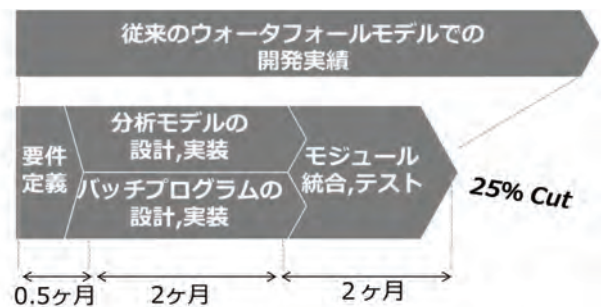 従来のウォータフォールモデルでの
開発実績
要件
定義
分析モデルの
設計,実装
バッチプログラムの
設計,実装
モジュール
統合,テスト
25% Cut
0.5ヶ月
2ヶ月
2ヶ月